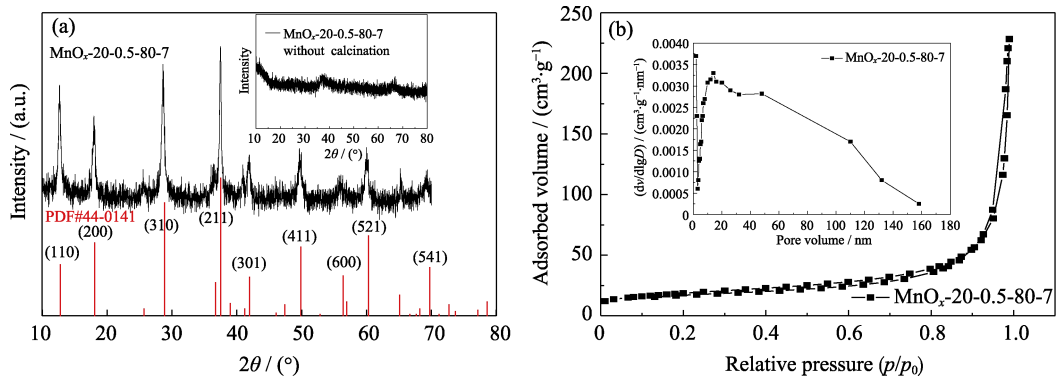 (a)
MnOx-20-0.5-80-7
Intensity / (a.u.)
PDF#44-0141
(110)
(200)
(310)
(211)
(301)
(411)
(600)
(521)
(541)
10 20 30 40 50 60 70 80
2θ / (°)
MnOx-20-0.5-80-7
without calcination
Intensity
10 20 30 40 50 60 70 80
2θ / (°)
(b)
250
200
150
100
50
0
Adsorbed volume / (cm³·g⁻¹)
0 0.2 0.4 0.6 0.8 1.0
Relative pressure (p/p0)
MnOx-20-0.5-80-7
0.0040
0.0035
0.0030
0.0025
0.0020
0.0015
0.0010
0.0005
0.0000
(dv/dlgD) / (cm³·g⁻¹·nm⁻¹)
MnOx-20-0.5-80-7
0 20 40 60 80 100 120 140 160 180
Pore volume / nm